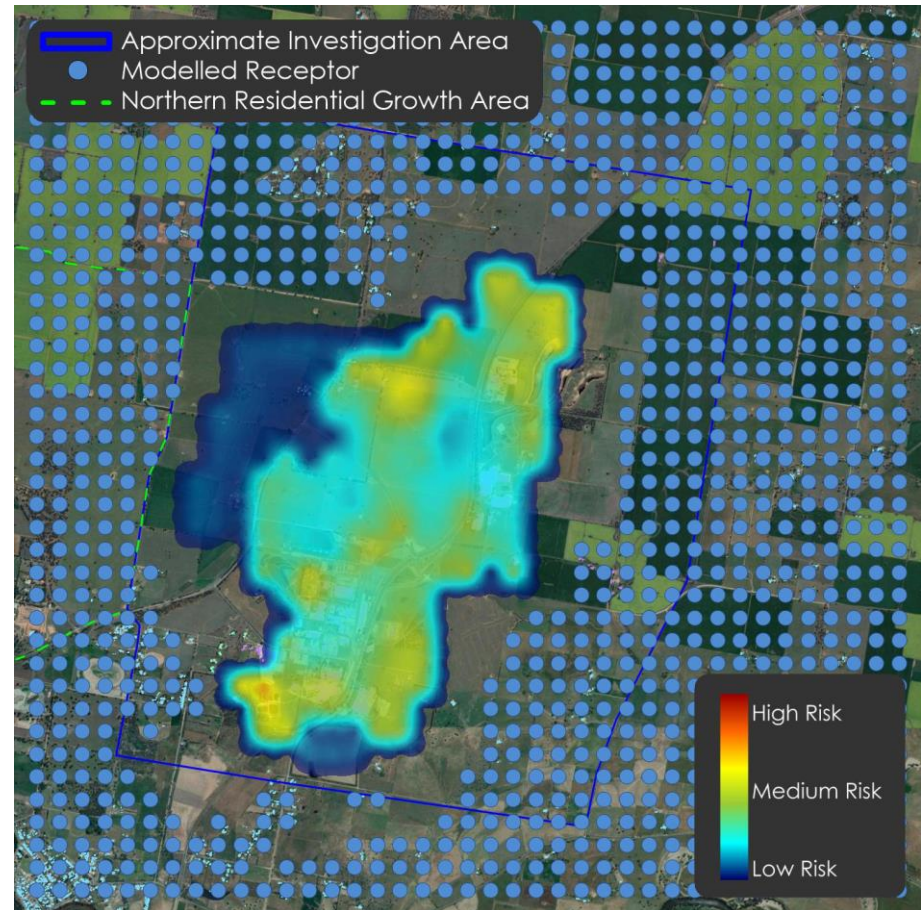 Approximate Investigation Area
Modelled Receptor
Northern Residential Growth Area
High Risk
Medium Risk
Low Risk